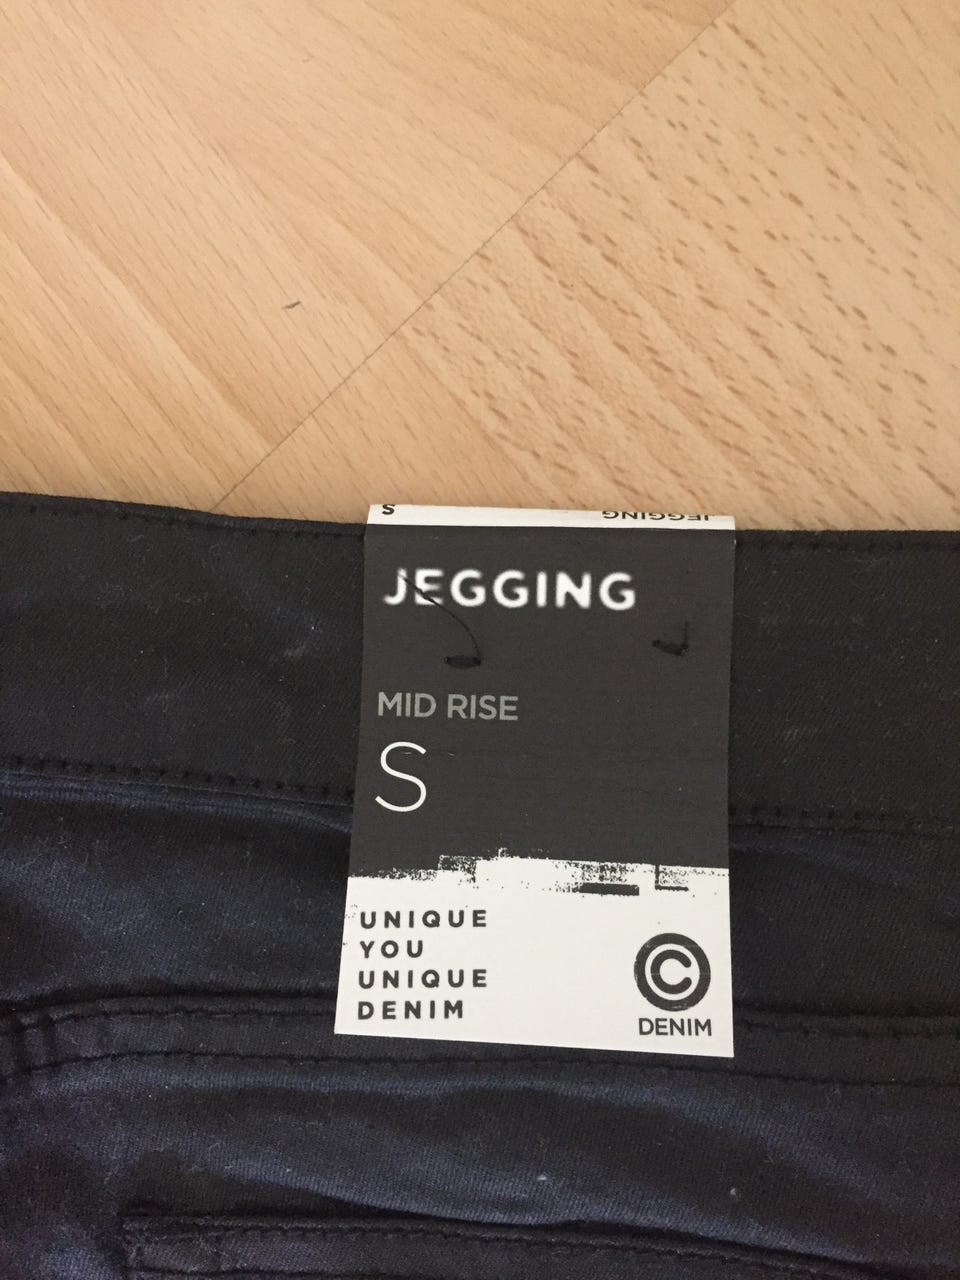 S JEGGING
JEGGING
MID RISE
S
UNIQUE
YOU
UNIQUE
DENIM
C
DENIM